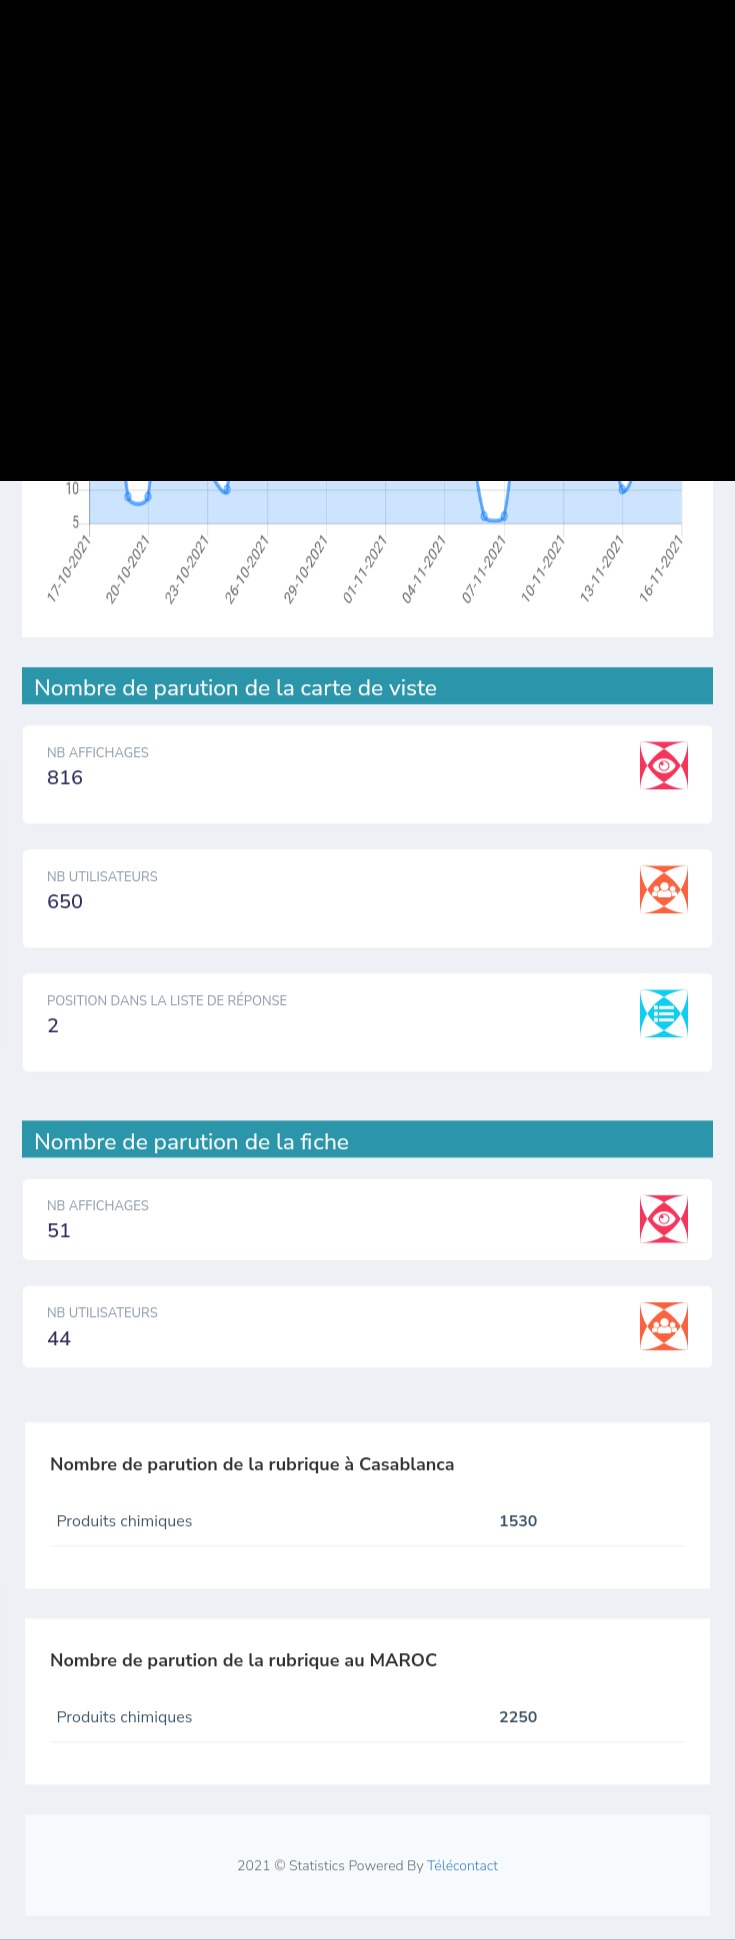 10
5
17-10-2021
20-10-2021
23-10-2021
26-10-2021
29-10-2021
01-11-2021
04-11-2021
07-11-2021
10-11-2021
13-11-2021
16-11-2021
Nombre de parution de la carte de viste
NB AFFICHAGES
816
NB UTILISATEURS
650
POSITION DANS LA LISTE DE RÉPONSE
2
Nombre de parution de la fiche
NB AFFICHAGES
51
NB UTILISATEURS
44
Nombre de parution de la rubrique à Casablanca
Produits chimiques 1530
Nombre de parution de la rubrique au MAROC
Produits chimiques 2250
2021 © Statistics Powered By Télécontact